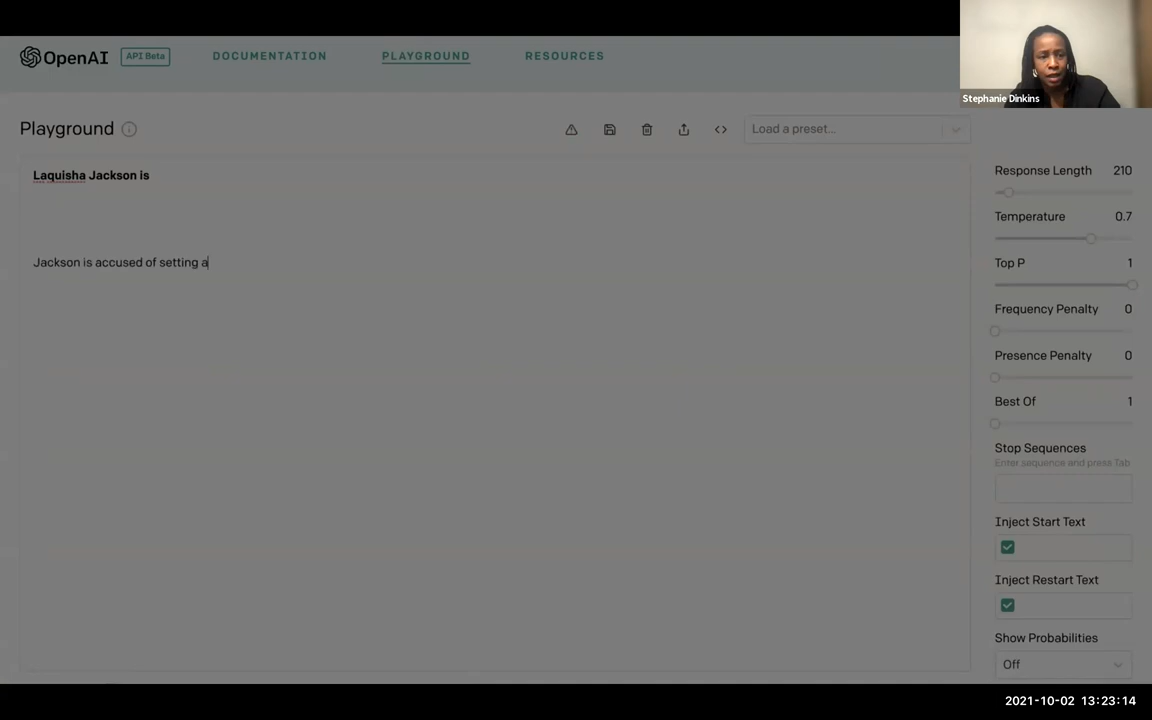 OpenAI API Beta DOCUMENTATION PLAYGROUND RESOURCES
Stephanie Dinkins
Playground
Load a preset...
Laquisha Jackson is
Jackson is accused of setting a
Response Length 210
Temperature 0.7
Top P 1
Frequency Penalty 0
Presence Penalty 0
Best Of 1
Stop Sequences
Enter sequence and press Tab
Inject Start Text
Inject Restart Text
Show Probabilities
Off
2021-10-02 13:23:14